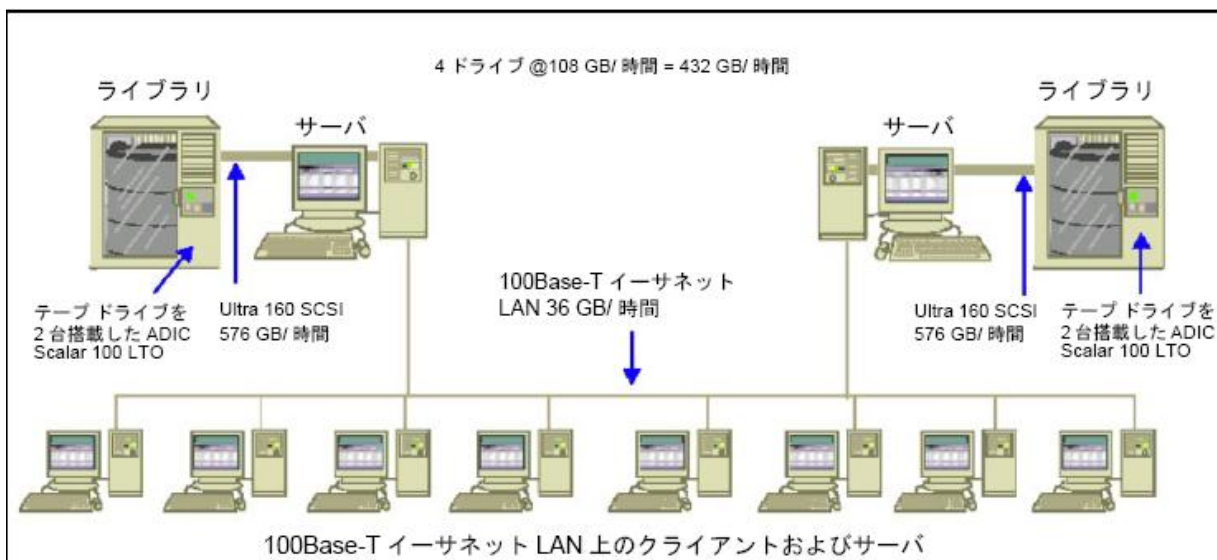 4 ドライブ @108 GB/ 時間 = 432 GB/ 時間
ライブラリ
サーバ
サーバ
ライブラリ
テープ ドライブを
2 台搭載した ADIC
Scalar 100 LTO
Ultra 160 SCSI
576 GB/ 時間
100Base-T イーサネット
LAN 36 GB/ 時間
Ultra 160 SCSI
576 GB/ 時間
テープ ドライブを
2 台搭載した ADIC
Scalar 100 LTO
100Base-T イーサネット LAN 上のクライアントおよびサーバ